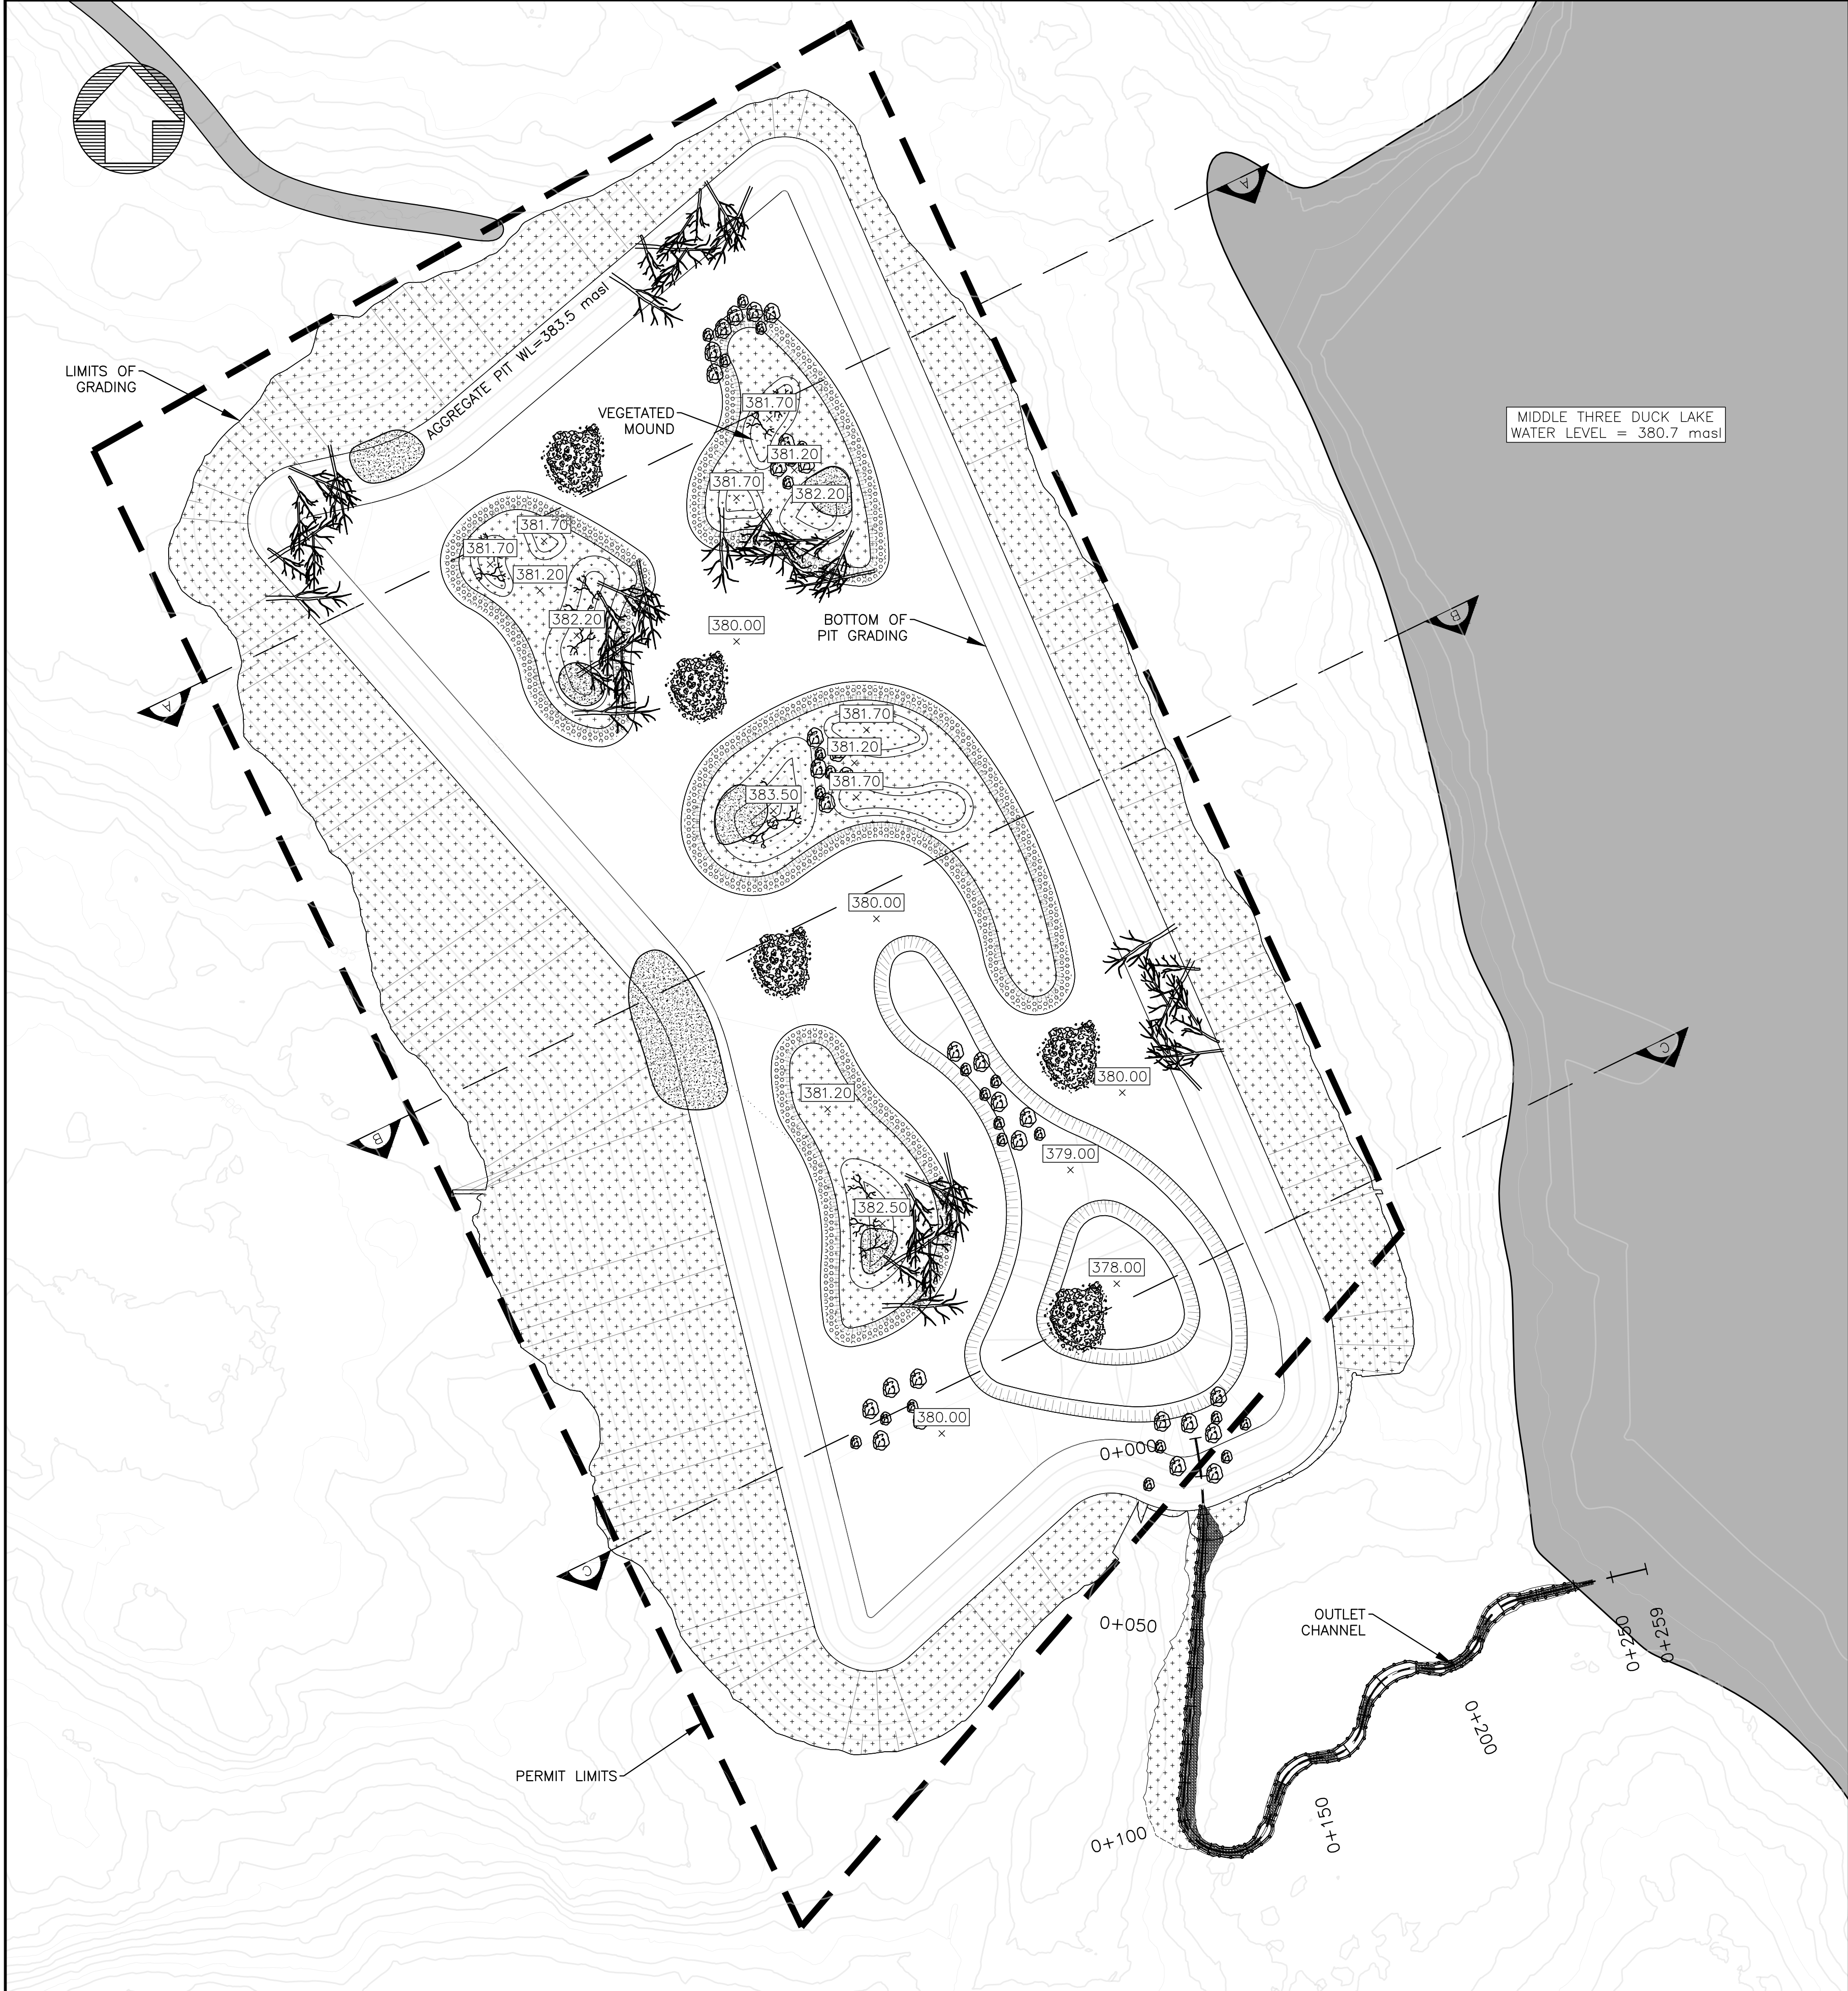 A
LIMITS OF
GRADING
AGGREGATE PIT WL=383.5 masl
VEGETATED
MOUND
381.70
381.20
381.70
382.20
MIDDLE THREE DUCK LAKE
WATER LEVEL = 380.7 masl
381.70
381.70
381.20
382.20
380.00
BOTTOM OF
PIT GRADING
B
A
381.70
381.20
381.70
383.50
380.00
C
380.00
381.20
B
379.00
382.50
378.00
380.00
0+000
C
0+050
OUTLET
CHANNEL
0+250
0+259
0+200
PERMIT LIMITS
0+150
0+100